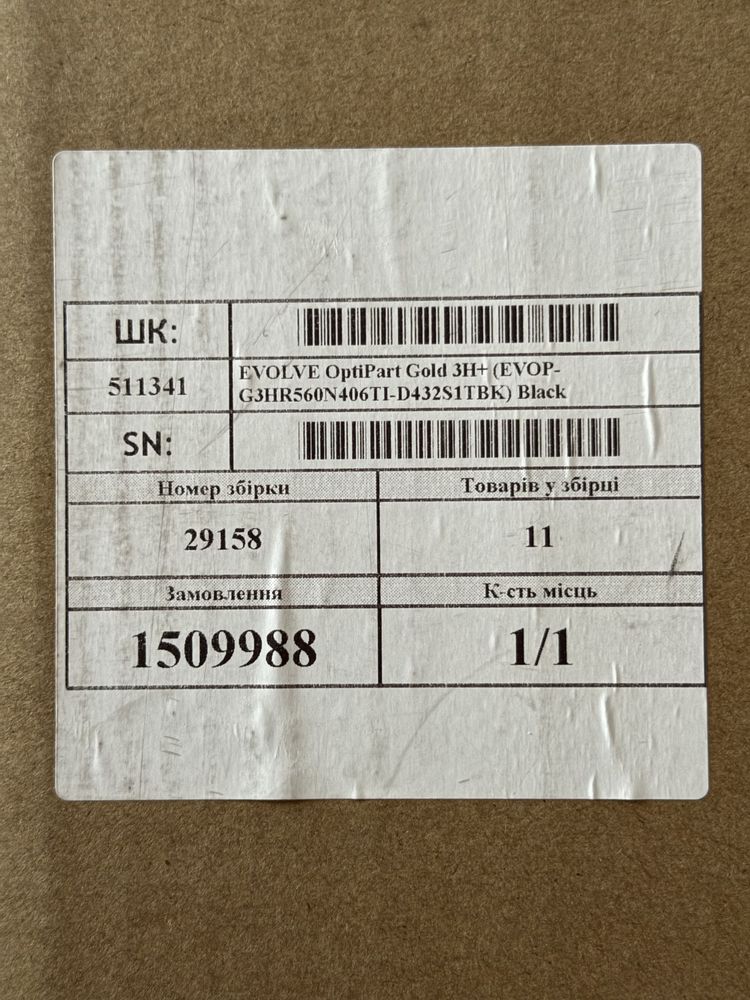 ШК:
511341
EVOLVE OptiPart Gold 3H+ (EVOP-
G3HR560N406TI-D432S1TBK) Black
SN:
Номер збірки
Товарів у збірці
29158
11
Замовлення
К-сть місць
1509988
1/1